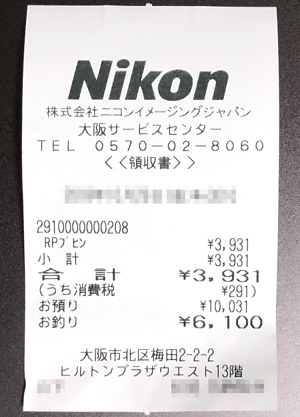 Nikon
株式会社ニコンイメージングジャパン
大阪サービスセンター
TEL 0570-02-8060
<<領収書>>
2910000000208
RPﾌﾞﾋﾝ ¥3,931
小 計 ¥3,931
合 計 ¥3,931
(うち消費税 ¥291)
お預り ¥10,031
お釣り ¥6,100
大阪市北区梅田2-2-2
ヒルトンプラザウエスト13階